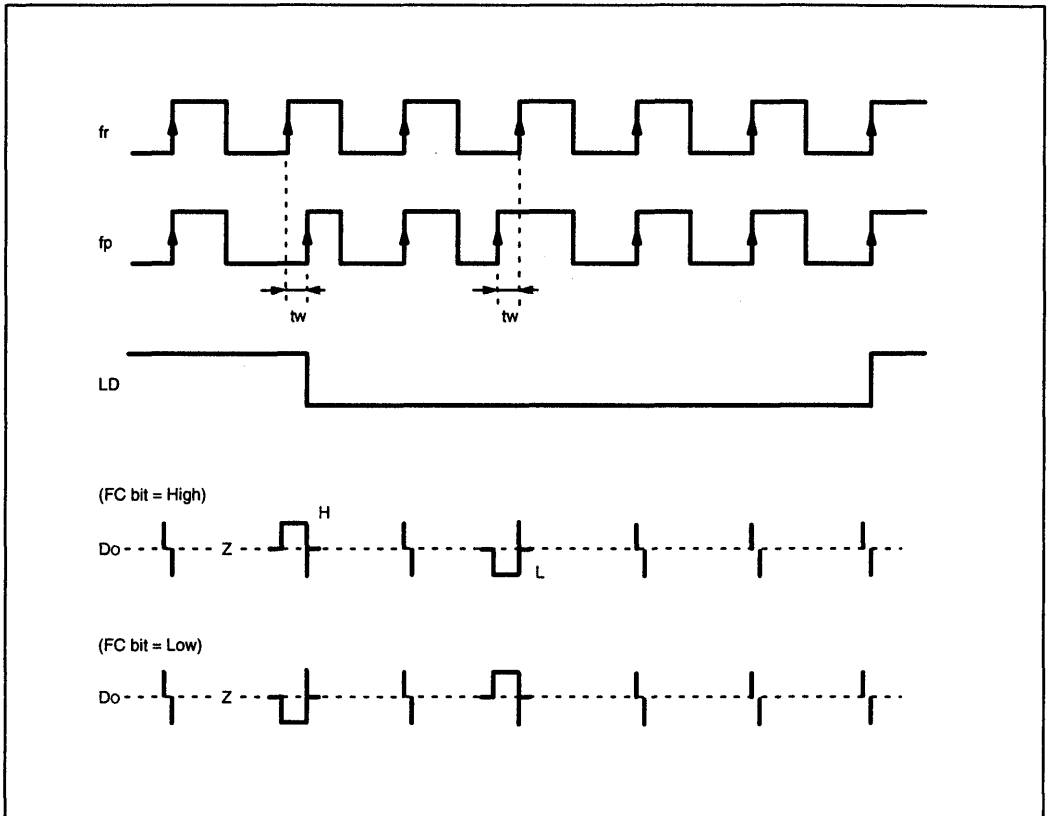 fr
fp
tw tw
LD
(FC bit = High)
H
Do Z
L
(FC bit = Low)
Do Z